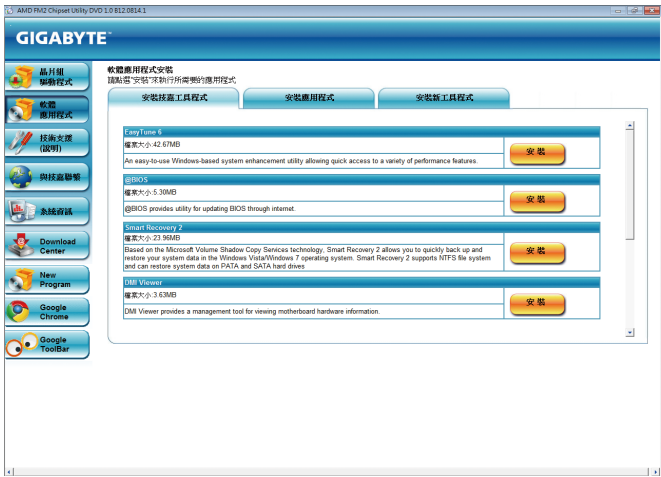 AMD FM2 Chipset Utility DVD 1.0 B12.0814.1
GIGABYTE™
晶片組
驅動程式
軟體
應用程式
技術支援
(說明)
與技嘉聯繫
系統資訊
Download
Center
New
Program
Google
Chrome
Google
ToolBar
軟體應用程式安裝
請點選"安裝"來執行所需要的應用程式
安裝技嘉工具程式
安裝應用程式
安裝新工具程式
EasyTune 6
檔案大小:42.67MB
An easy-to-use Windows-based system enhancement utility allowing quick access to a variety of performance features.
安裝
@BIOS
檔案大小:5.30MB
@BIOS provides utility for updating BIOS through internet.
安裝
Smart Recovery 2
檔案大小:23.96MB
Based on the Microsoft Volume Shadow Copy Services technology, Smart Recovery 2 allows you to quickly back up and
restore your system data in the Windows Vista/Windows 7 operating system. Smart Recovery 2 supports NTFS file system
and can restore system data on PATA and SATA hard drives
安裝
DMI Viewer
檔案大小:3.63MB
DMI Viewer provides a management tool for viewing motherboard hardware information.
安裝